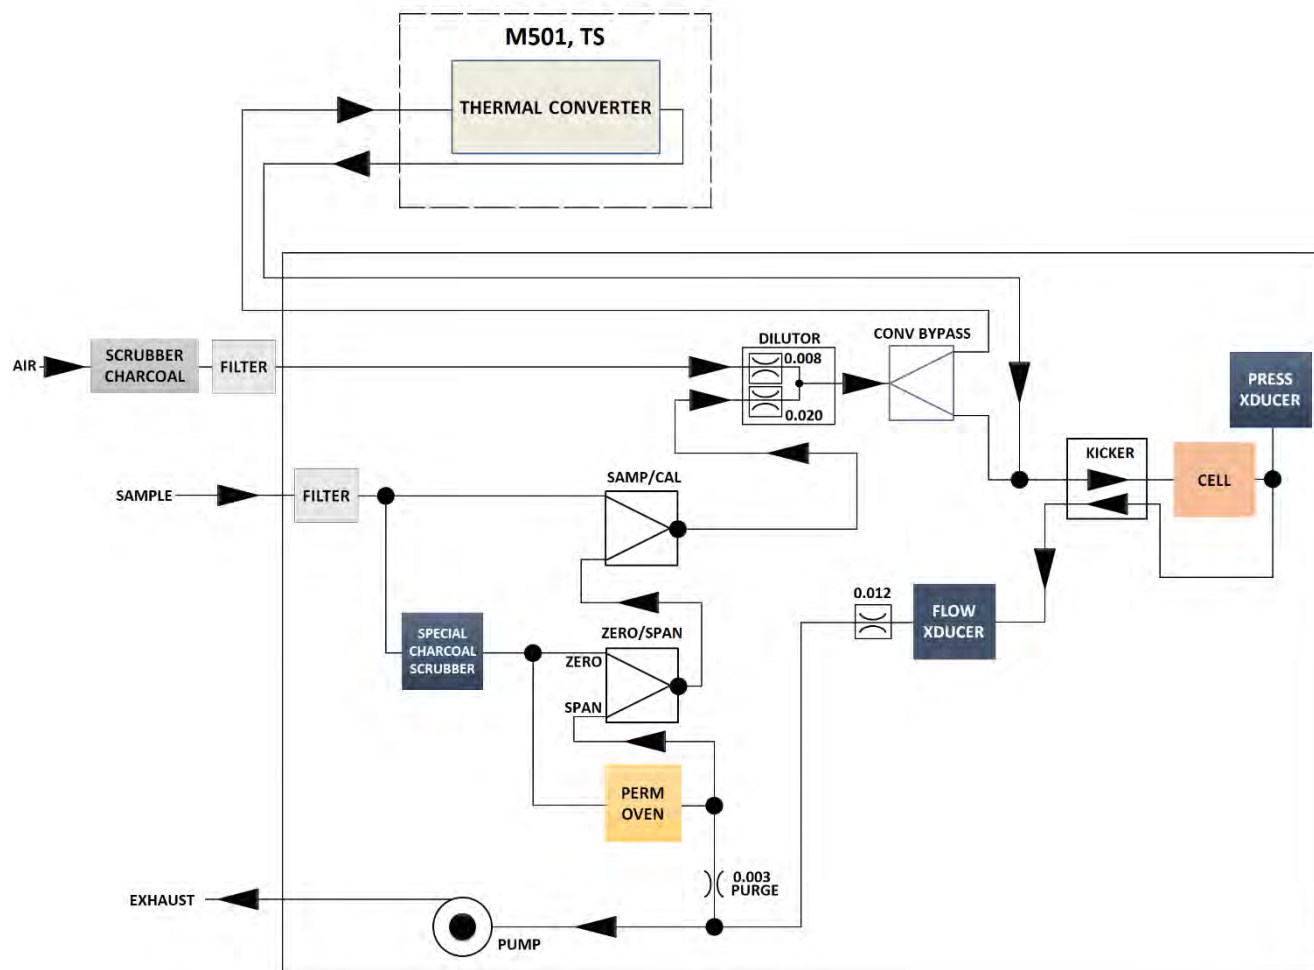 M501, TS
THERMAL CONVERTER
AIR
SCRUBBER
CHARCOAL
FILTER
DILUTOR
0.008
0.020
CONV BYPASS
PRESS
XDUCER
KICKER
CELL
SAMPLE
FILTER
SAMP/CAL
0.012
FLOW
XDUCER
SPECIAL
CHARCOAL
SCRUBBER
ZERO/SPAN
ZERO
SPAN
PERM
OVEN
0.003
PURGE
EXHAUST
PUMP